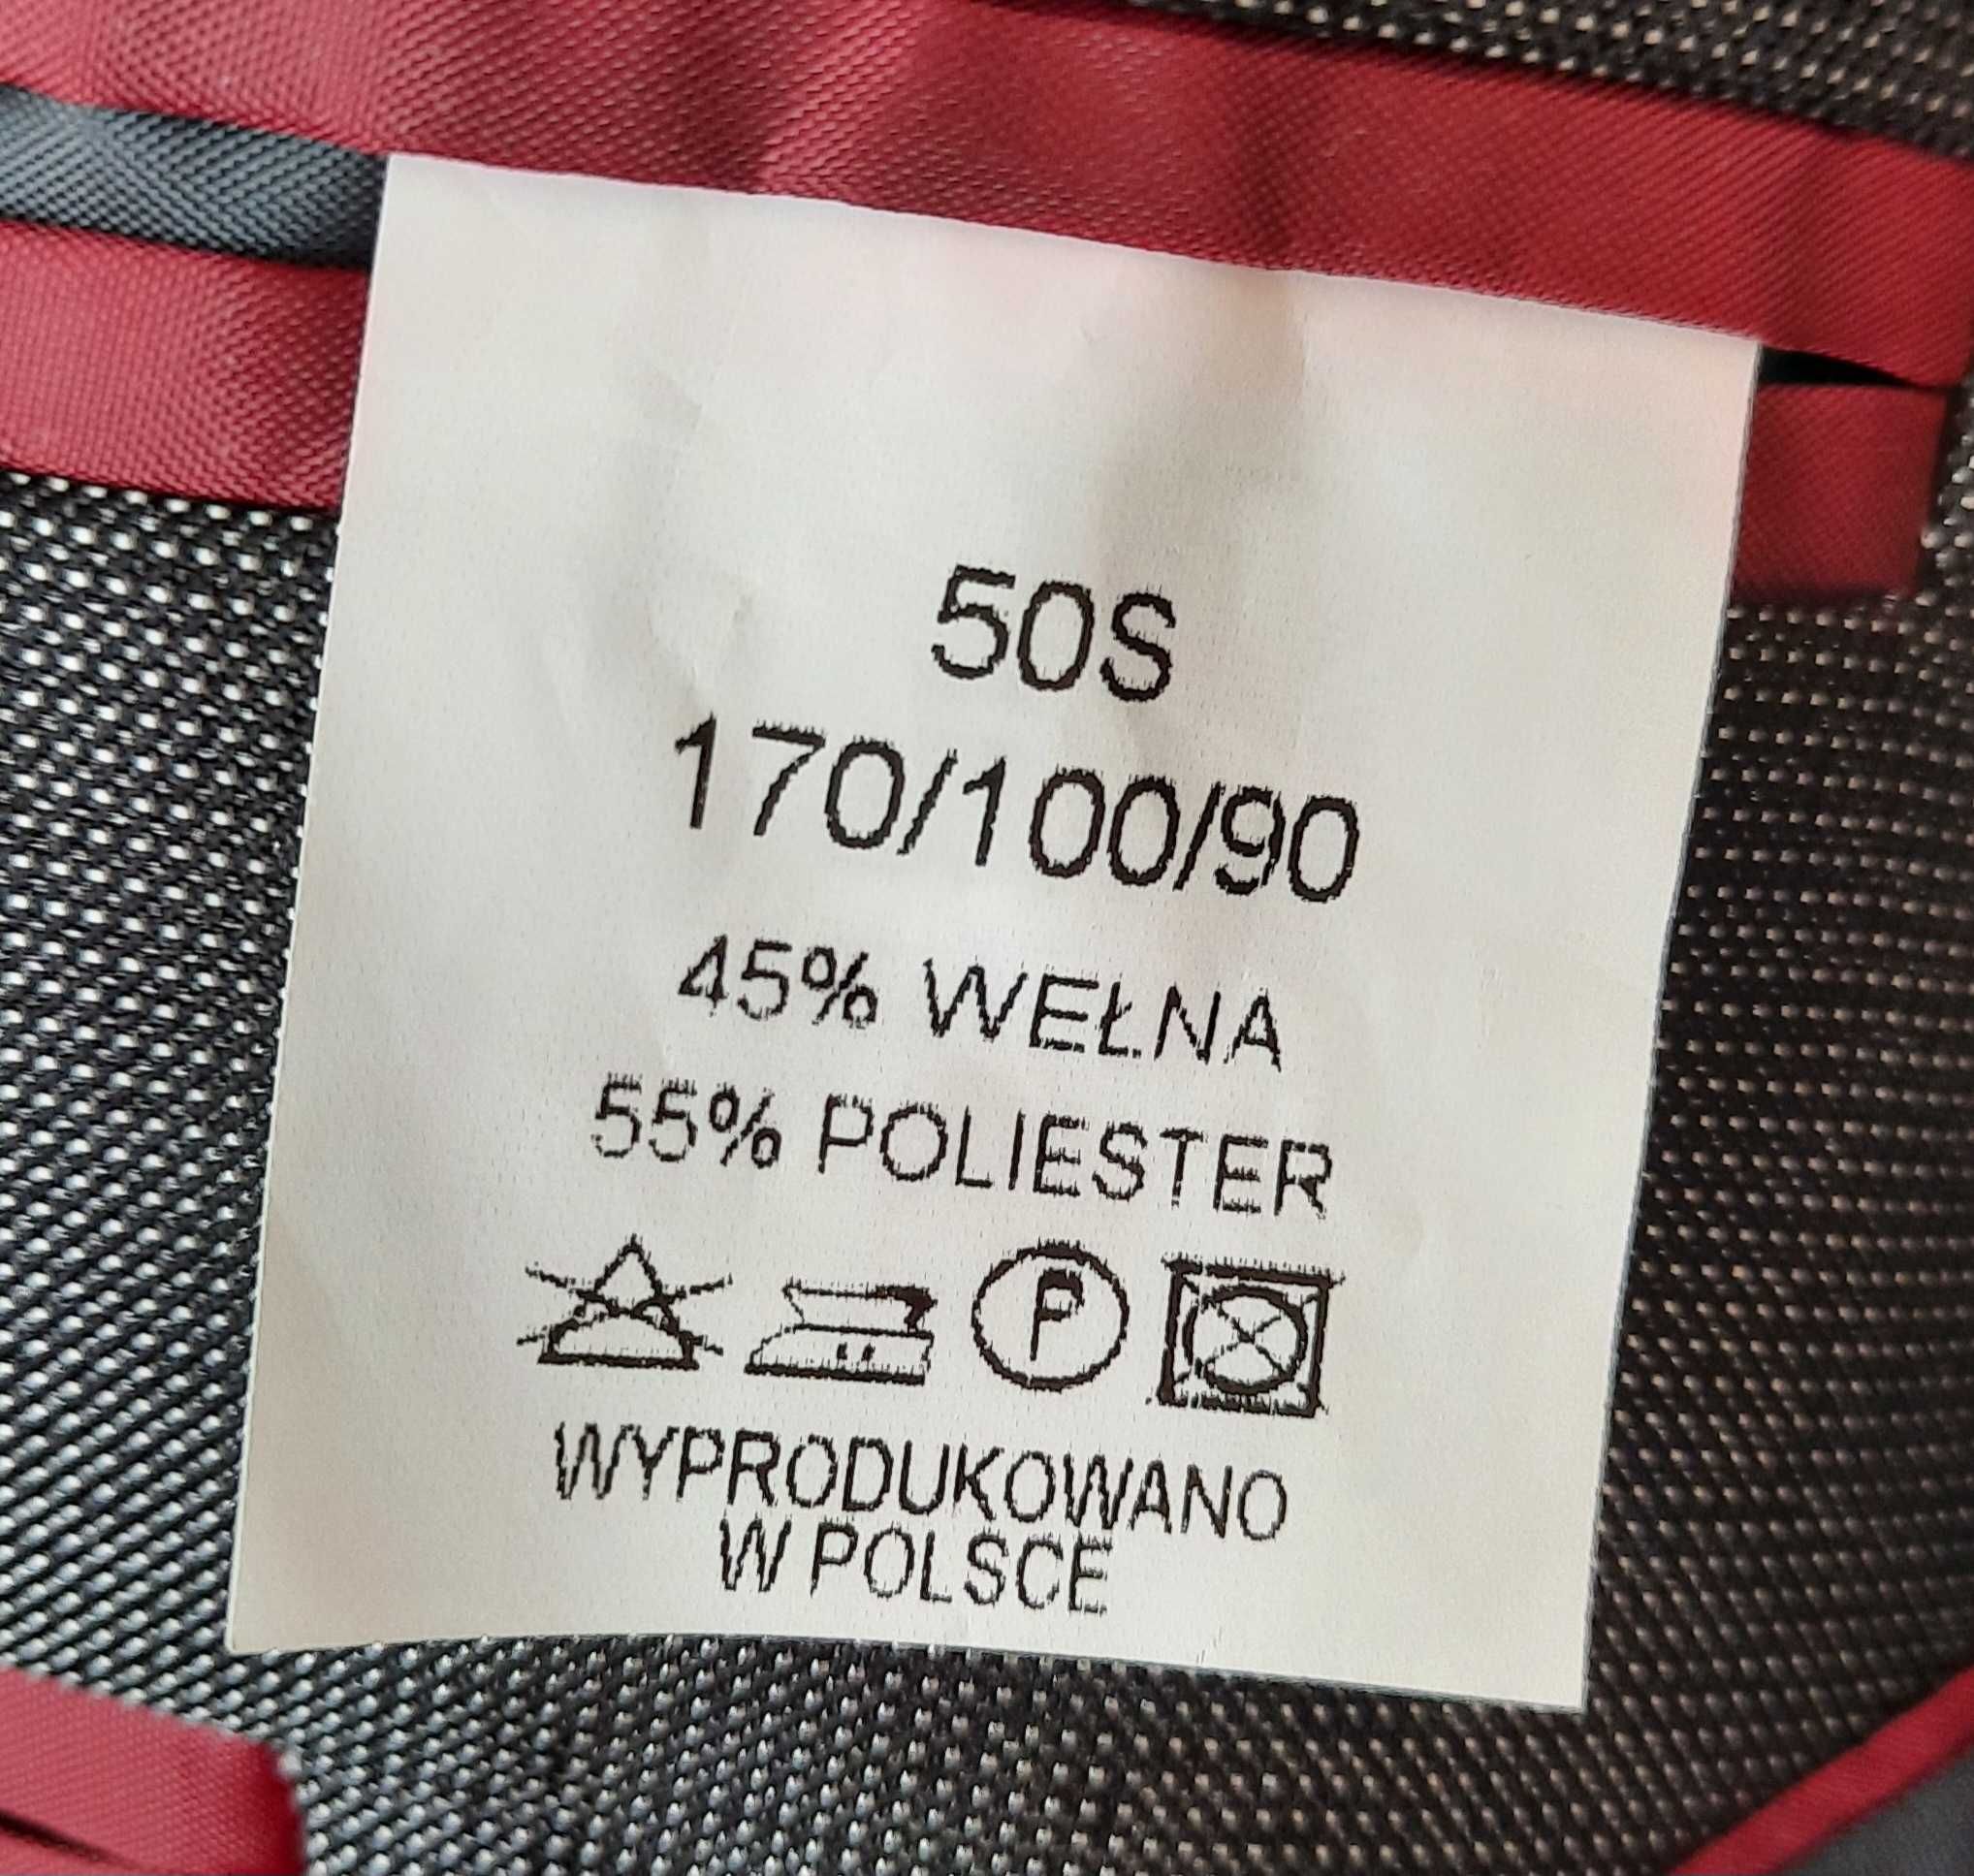 50S
170/100/90
45% WEŁNA
55% POLIESTER
P
WYPRODUKOWANO
W POLSCE